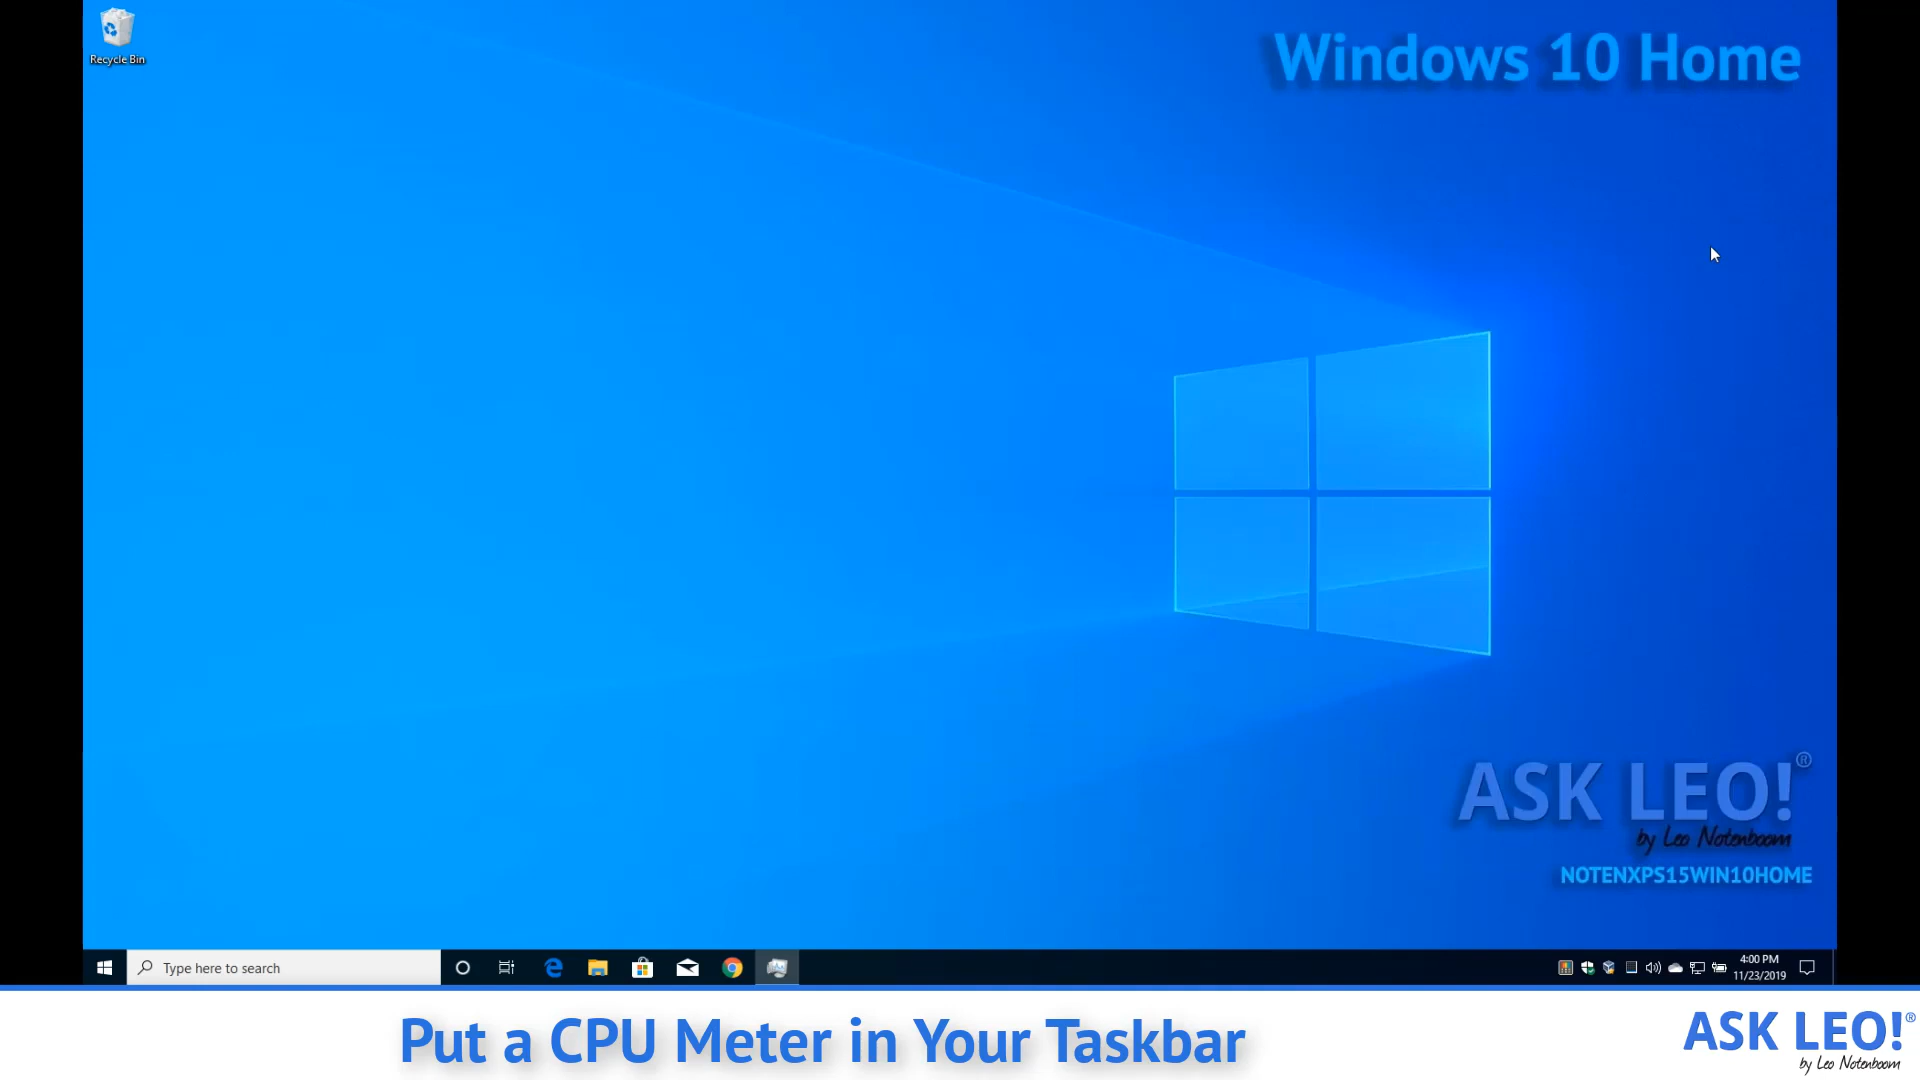 Recycle Bin
Windows 10 Home
ASK LEO!®
by Leo Notenboom
NOTENXPS15WIN10HOME
Type here to search
4:00 PM
11/23/2019
Put a CPU Meter in Your Taskbar
ASK LEO!®
by Leo Notenboom